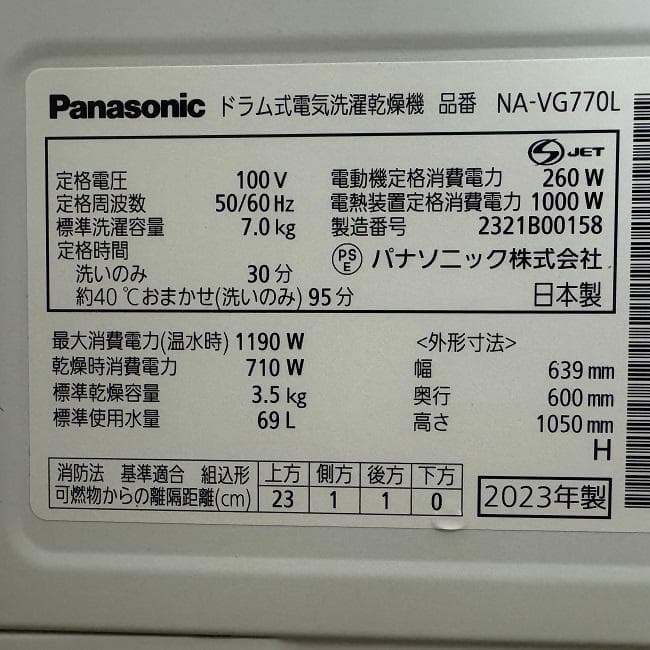 Panasonic ドラム式電気洗濯乾燥機 品番 NA-VG770L
S JET
定格電圧 100 V
定格周波数 50/60 Hz
標準洗濯容量 7.0 kg
定格時間
洗いのみ 30 分
約40 ℃おまかせ(洗いのみ) 95 分
電動機定格消費電力 260 W
電熱装置定格消費電力 1000 W
製造番号 2321B00158
PS E パナソニック株式会社
日本製
最大消費電力(温水時) 1190 W
乾燥時消費電力 710 W
標準乾燥容量 3.5 kg
標準使用水量 69 L
<外形寸法>
幅 639 mm
奥行 600 mm
高さ 1050 mm
H
消防法 基準適合 組込形 上方 側方 後方 下方
可燃物からの離隔距離(cm) 23 1 1 0
2023年製